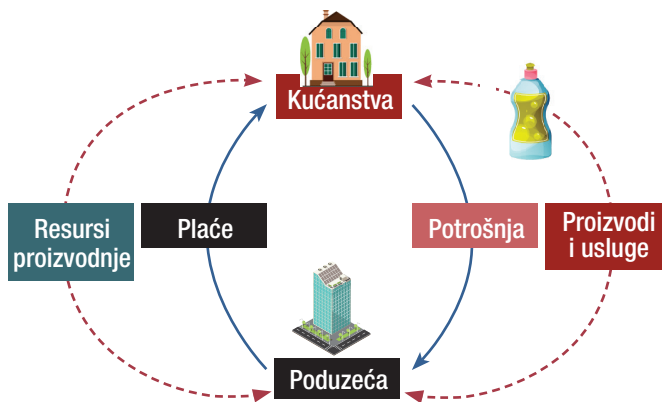 Kućanstva
Resursi
proizvodnje
Plaće
Potrošnja
Proizvodi
i usluge
Poduzeća